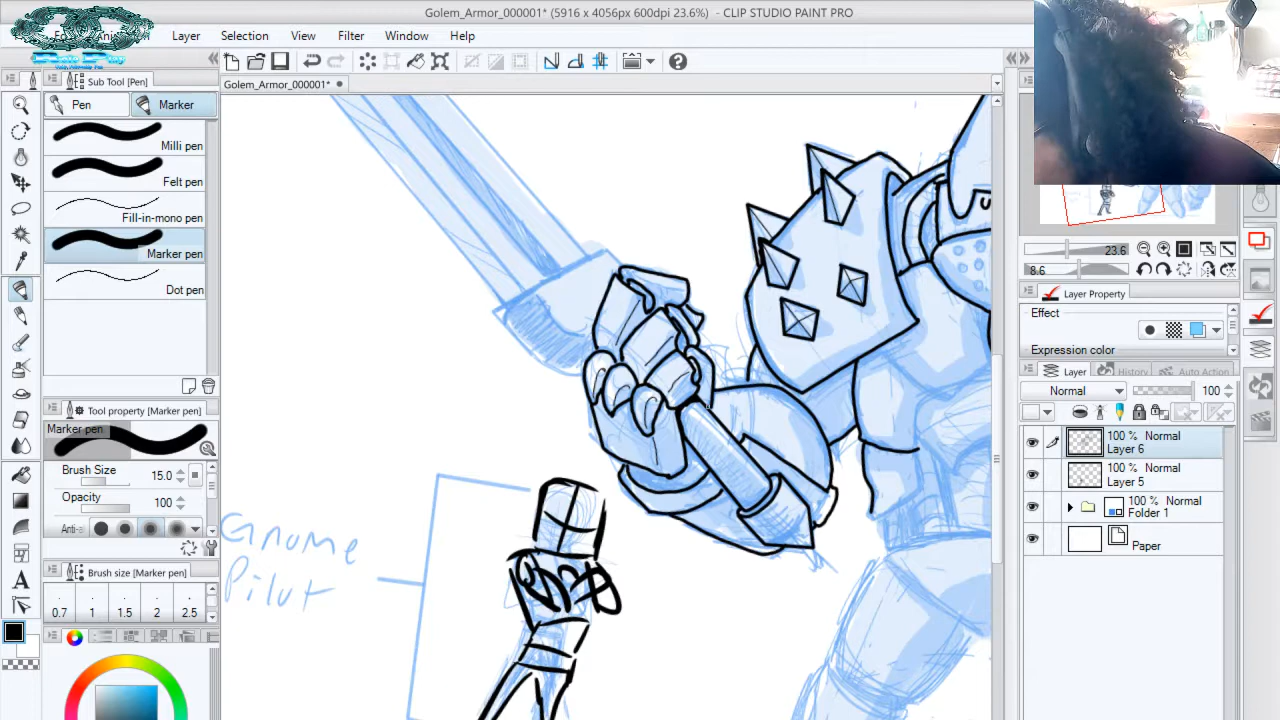 Golem_Armor_000001* (5916 x 4056px 600dpi 23.6%) - CLIP STUDIO PAINT PRO
Layer Selection View Filter Window Help
Sub Tool [Pen]
Golem_Armor_000001*
Pen Marker
Milli pen
Felt pen
Fill-in-mono pen
Marker pen
Dot pen
Tool property [Marker pen]
Marker pen
Brush Size 15.0
Opacity 100
Anti-a
Brush size [Marker pen]
0.7 1 1.5 2 2.5
Gnome
Pilot
23.6
8.6
Layer Property
Effect
Expression color
Layer History Auto Action
Normal 100
100 % Normal
Layer 6
100 % Normal
Layer 5
100 % Normal
Folder 1
Paper